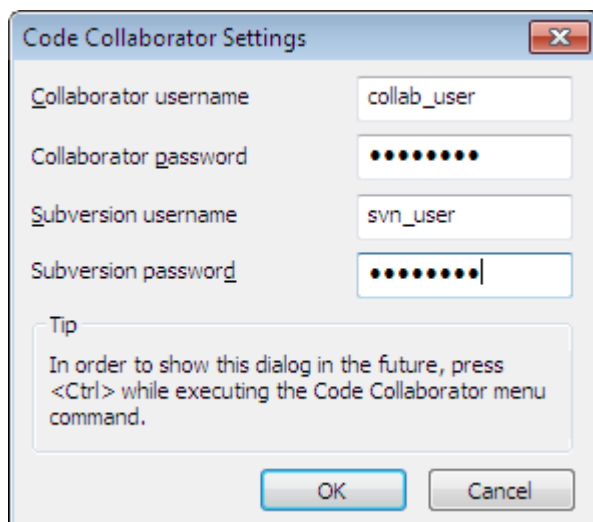 Code Collaborator Settings
Collaborator username collab_user
Collaborator password ●●●●●●●●
Subversion username svn_user
Subversion password ●●●●●●●●
Tip
In order to show this dialog in the future, press
<Ctrl> while executing the Code Collaborator menu
command.
OK Cancel